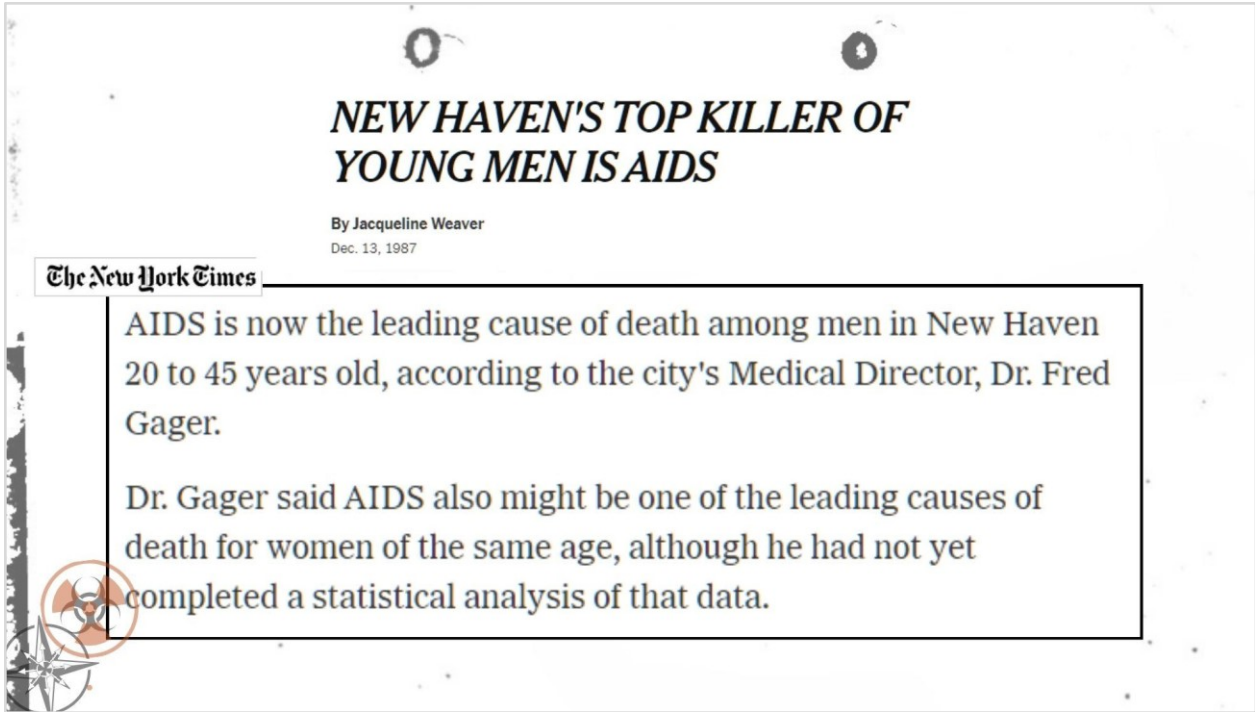 NEW HAVEN'S TOP KILLER OF
YOUNG MEN IS AIDS
By Jacqueline Weaver
Dec. 13, 1987
The New York Times
AIDS is now the leading cause of death among men in New Haven
20 to 45 years old, according to the city's Medical Director, Dr. Fred
Gager.
Dr. Gager said AIDS also might be one of the leading causes of
death for women of the same age, although he had not yet
completed a statistical analysis of that data.